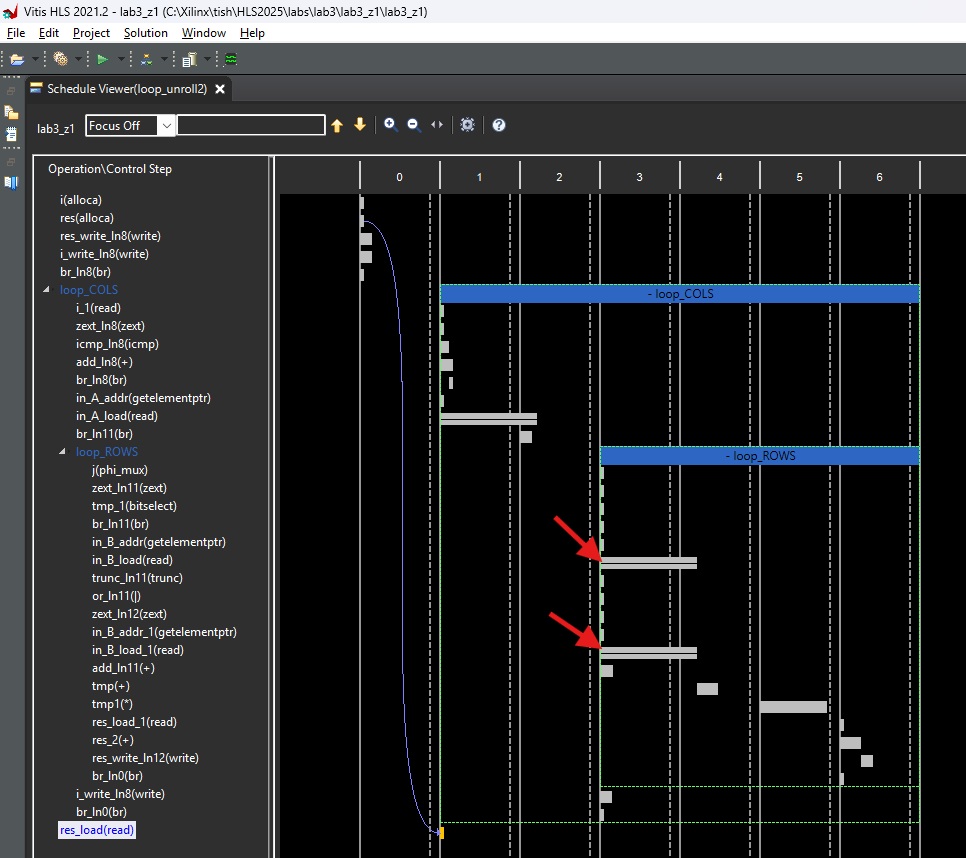 Vitis HLS 2021.2 - lab3_z1 (C:\Xilinx\tish\HLS2025\labs\lab3\lab3_z1\lab3_z1)
File Edit Project Solution Window Help
Schedule Viewer(loop_unroll2)
lab3_z1 Focus Off
Operation\Control Step 0 1 2 3 4 5 6
i(alloca)
res(alloca)
res_write_ln8(write)
i_write_ln8(write)
br_ln8(br)
loop_COLS - loop_COLS
i_1(read)
zext_ln8(zext)
icmp_ln8(icmp)
add_ln8(+)
br_ln8(br)
in_A_addr(getelementptr)
in_A_load(read)
br_ln11(br)
loop_ROWS - loop_ROWS
j(phi_mux)
zext_ln11(zext)
tmp_1(bitselect)
br_ln11(br)
in_B_addr(getelementptr)
in_B_load(read)
trunc_ln11(trunc)
or_ln11(|)
zext_ln12(zext)
in_B_addr_1(getelementptr)
in_B_load_1(read)
add_ln11(+)
tmp(+)
tmp1(*)
res_load_1(read)
res_2(+)
res_write_ln12(write)
br_ln0(br)
i_write_ln8(write)
br_ln0(br)
res_load(read)